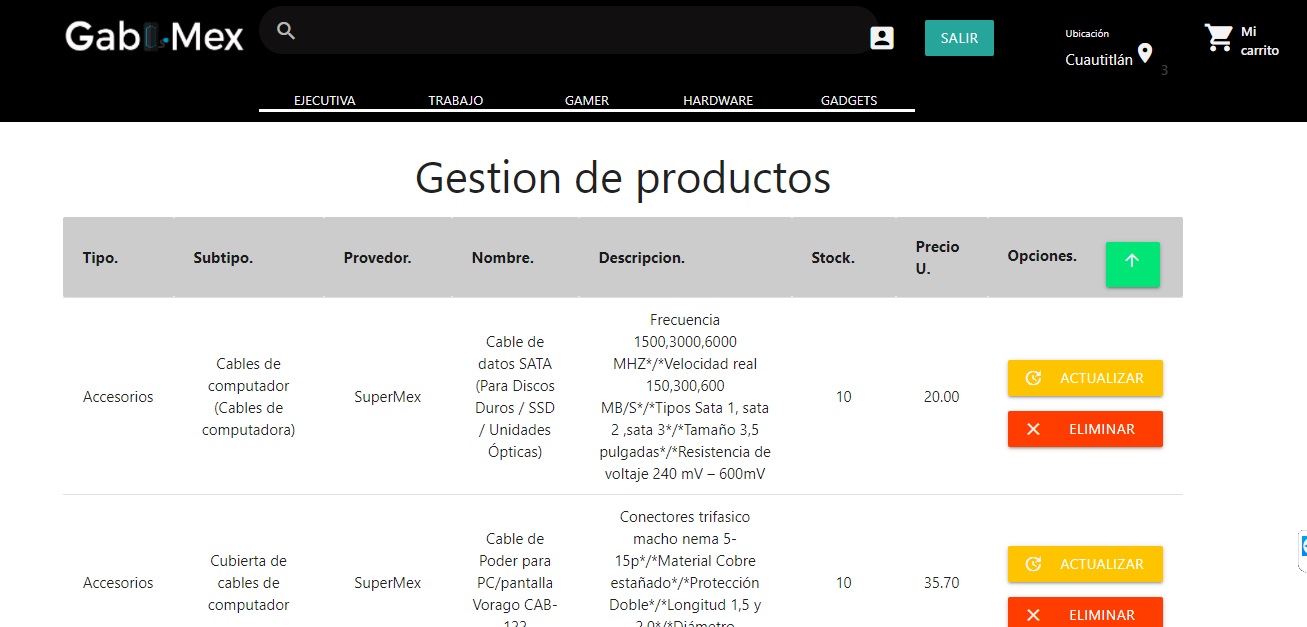 Gab Mex
SALIR
Ubicación
Cuautitlán
3
Mi
carrito
EJECUTIVA TRABAJO GAMER HARDWARE GADGETS
Gestion de productos
Tipo. Subtipo. Provedor. Nombre. Descripcion. Stock. Precio U. Opciones.
Accesorios
Cables de
computador
(Cables de
computadora)
SuperMex
Cable de
datos SATA
(Para Discos
Duros / SSD
/ Unidades
Ópticas)
Frecuencia
1500,3000,6000
MHZ*/*Velocidad real
150,300,600
MB/S*/*Tipos Sata 1, sata
2 ,sata 3*/*Tamaño 3,5
pulgadas*/*Resistencia de
voltaje 240 mV – 600mV
10
20.00
ACTUALIZAR
ELIMINAR
Accesorios
Cubierta de
cables de
computador
SuperMex
Cable de
Poder para
PC/pantalla
Vorago CAB-
122
Conectores trifasico
macho nema 5-
15p*/*Material Cobre
estañado*/*Protección
Doble*/*Longitud 1,5 y
2,0*/*Diámetro
10
35.70
ACTUALIZAR
ELIMINAR